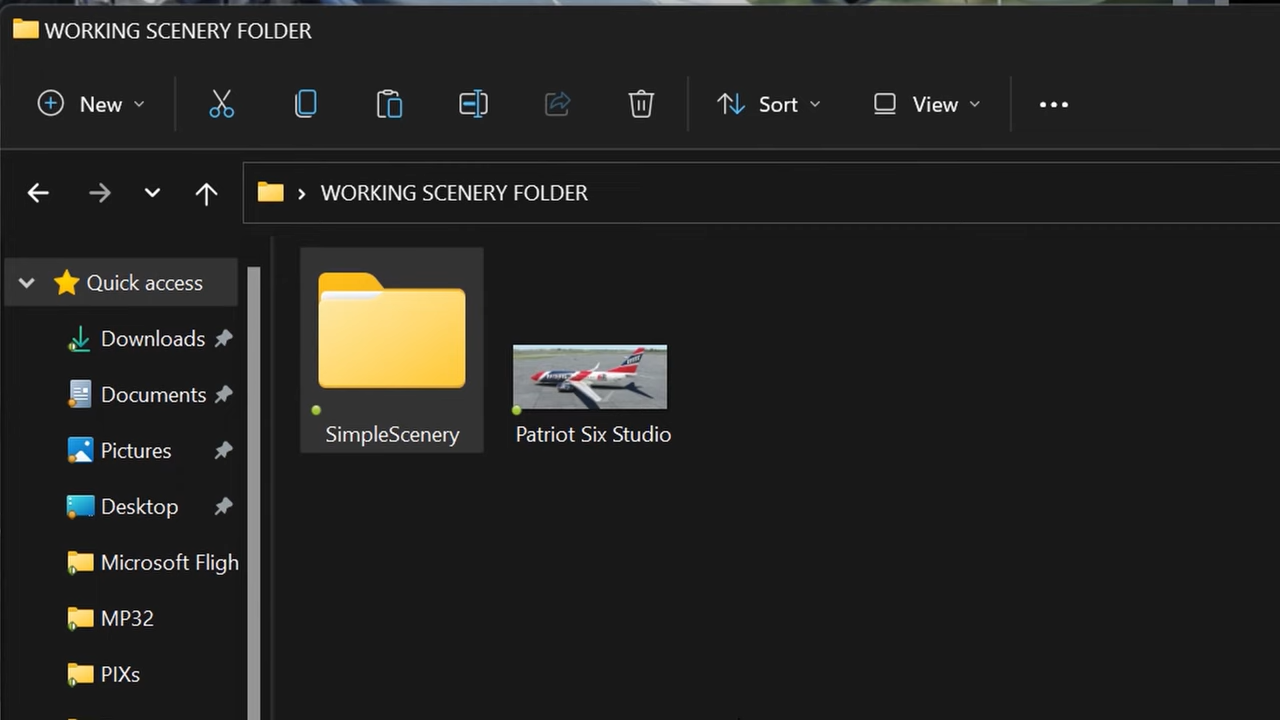 WORKING SCENERY FOLDER
New
Sort
View
WORKING SCENERY FOLDER
Quick access
Downloads
Documents
Pictures
Desktop
Microsoft Fligh
MP32
PIXs
SimpleScenery
Patriot Six Studio